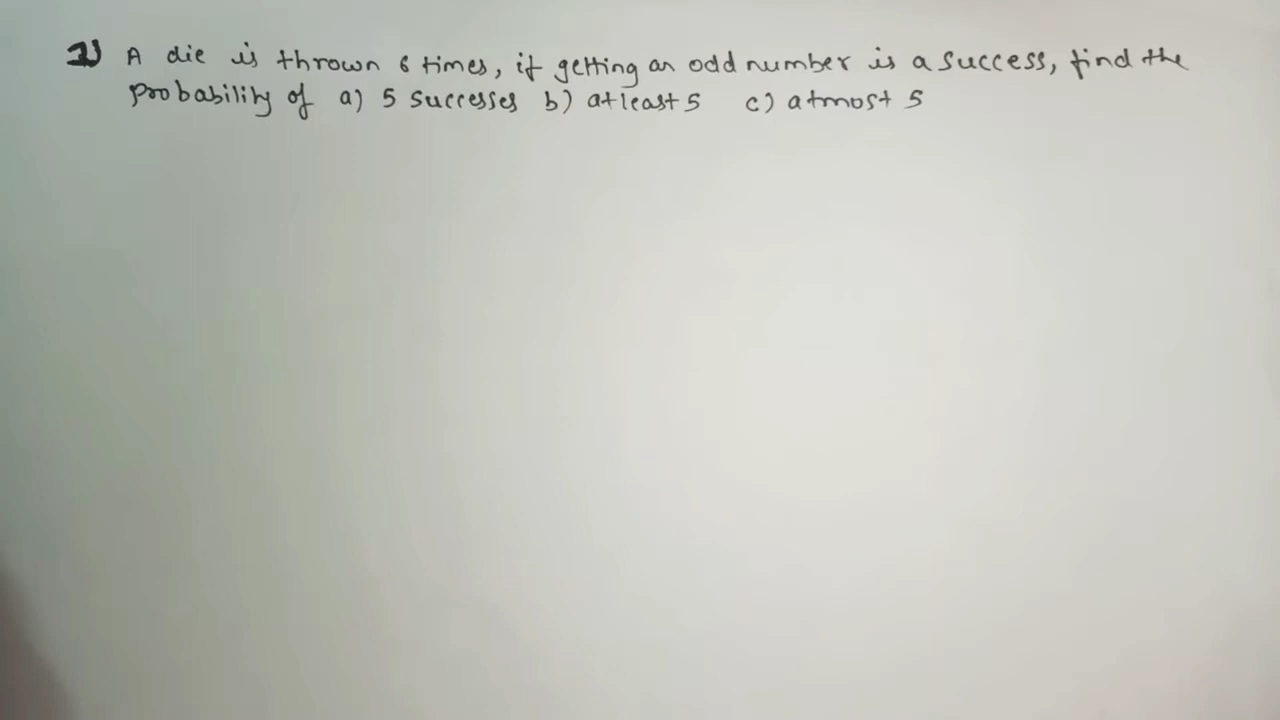 2) A die is thrown 6 times, if getting an odd number is a success, find the
probability of a) 5 successes b) atleast 5 c) atmost 5